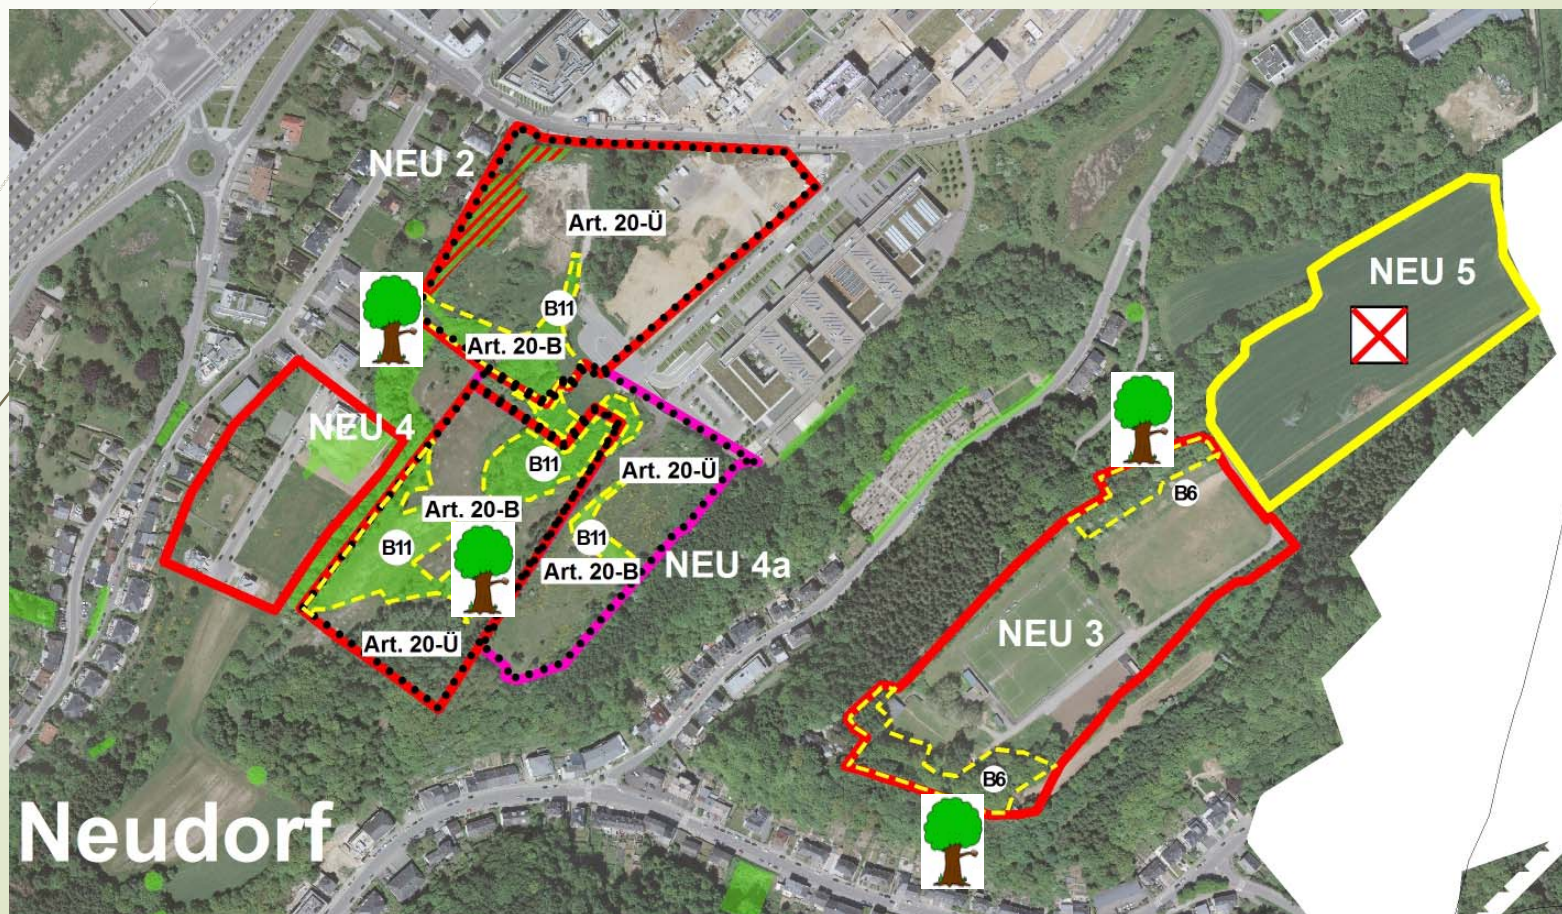 NEU 2
Art. 20-Ü
NEU 5
B11
Art. 20-B
NEU 4
B11
Art. 20-Ü
B6
Art. 20-B
B11
B11
Art. 20-B
NEU 4a
NEU 3
Art. 20-Ü
B6
Neudorf